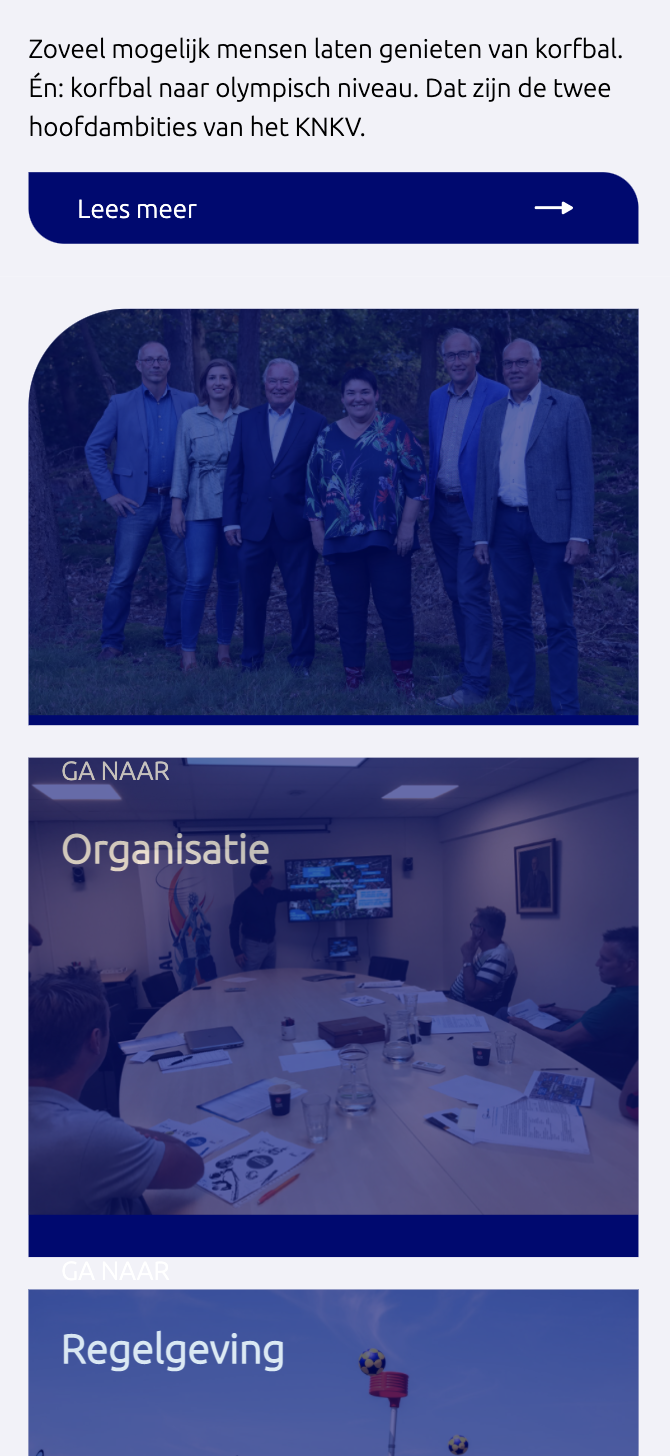 Zoveel mogelijk mensen laten genieten van korfbal.
Én: korfbal naar olympisch niveau. Dat zijn de twee
hoofdambities van het KNKV.
Lees meer
GA NAAR
Organisatie
GA NAAR
Regelgeving